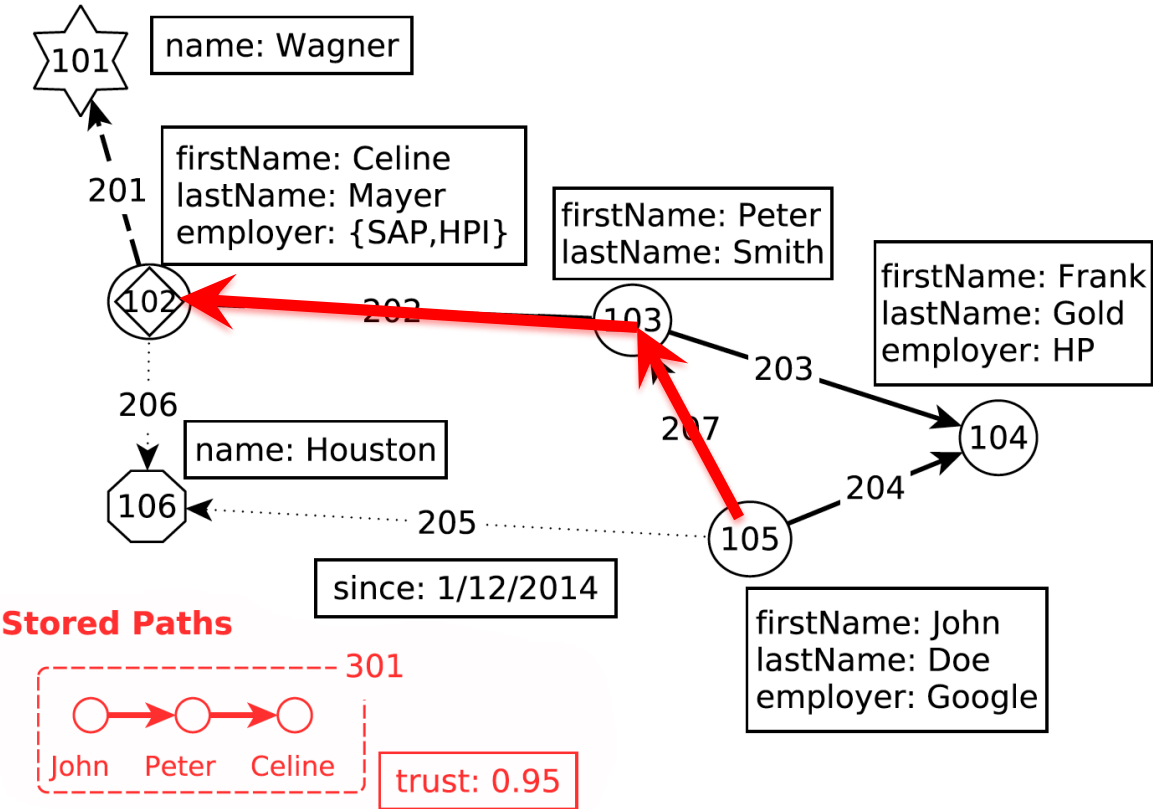 101
name: Wagner
201
firstName: Celine
lastName: Mayer
employer: {SAP,HPI}
firstName: Peter
lastName: Smith
firstName: Frank
lastName: Gold
employer: HP
102
202
103
203
206
207
104
name: Houston
204
106
205
105
since: 1/12/2014
firstName: John
lastName: Doe
employer: Google
Stored Paths
301
John Peter Celine
trust: 0.95